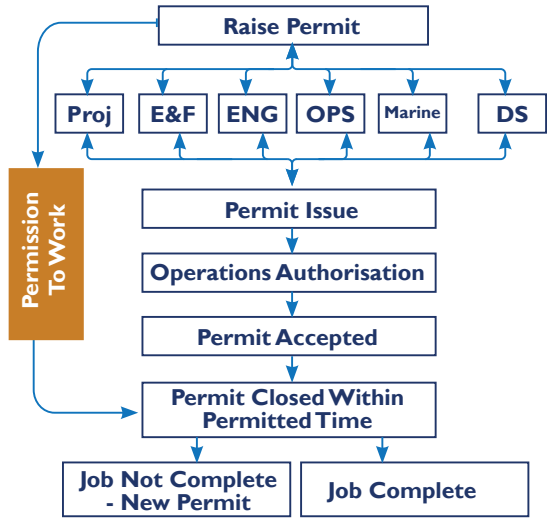 Raise Permit
Proj
E&F
ENG
OPS
Marine
DS
Permission
To Work
Permit Issue
Operations Authorisation
Permit Accepted
Permit Closed Within
Permitted Time
Job Not Complete
- New Permit
Job Complete